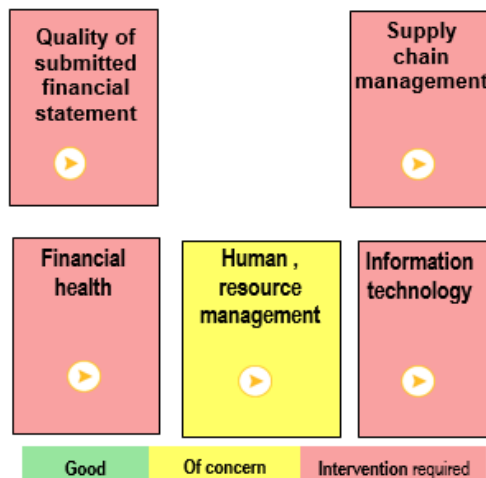 Quality of
submitted
financial
statement
Supply
chain
management
Financial
health
Human ,
resource
management
Information
technology
Good
Of concern
Intervention required